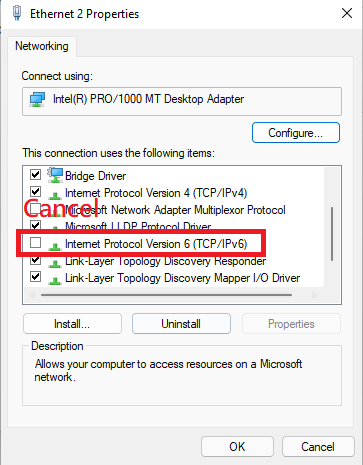 Ethernet 2 Properties
Networking
Connect using:
Intel(R) PRO/1000 MT Desktop Adapter
Configure...
This connection uses the following items:
Bridge Driver
Internet Protocol Version 4 (TCP/IPv4)
Cancel
Microsoft Network Adapter Multiplexor Protocol
Microsoft LLDP Protocol Driver
Internet Protocol Version 6 (TCP/IPv6)
Link-Layer Topology Discovery Responder
Link-Layer Topology Discovery Mapper I/O Driver
Install...
Uninstall
Properties
Description
Allows your computer to access resources on a Microsoft
network.
OK
Cancel